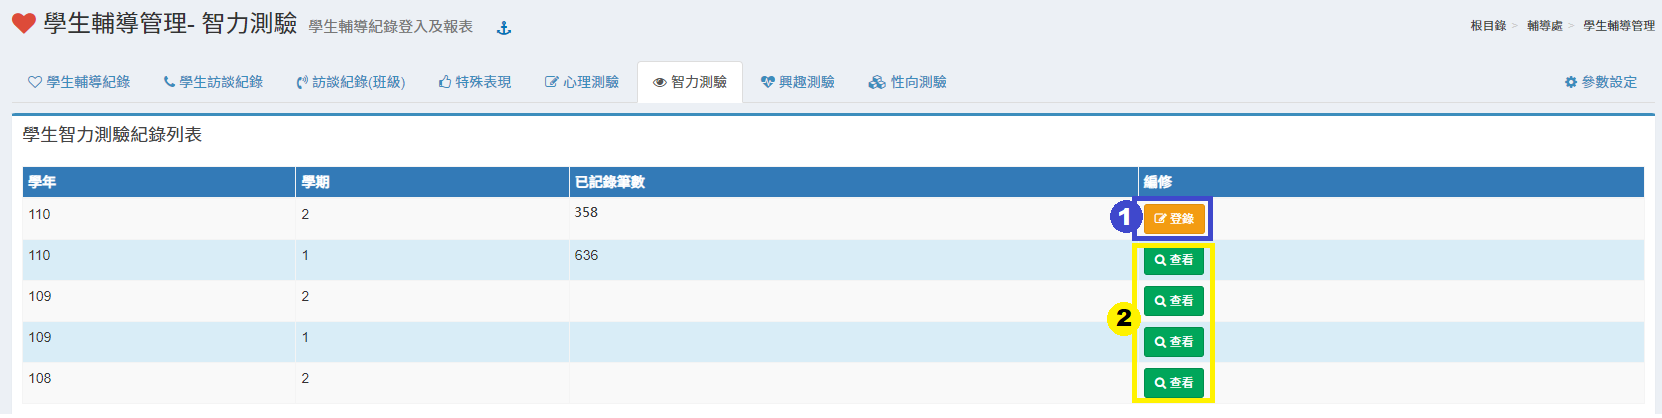 學生輔導管理- 智力測驗 學生輔導紀錄登入及報表
根目錄 > 輔導處 > 學生輔導管理
學生輔導紀錄 學生訪談紀錄 訪談紀錄(班級) 特殊表現 心理測驗 智力測驗 興趣測驗 性向測驗 參數設定
學生智力測驗紀錄列表
學年 學期 已記錄筆數 編修
110 2 358 1 登錄
110 1 636 查看
109 2 查看
2
109 1 查看
108 2 查看